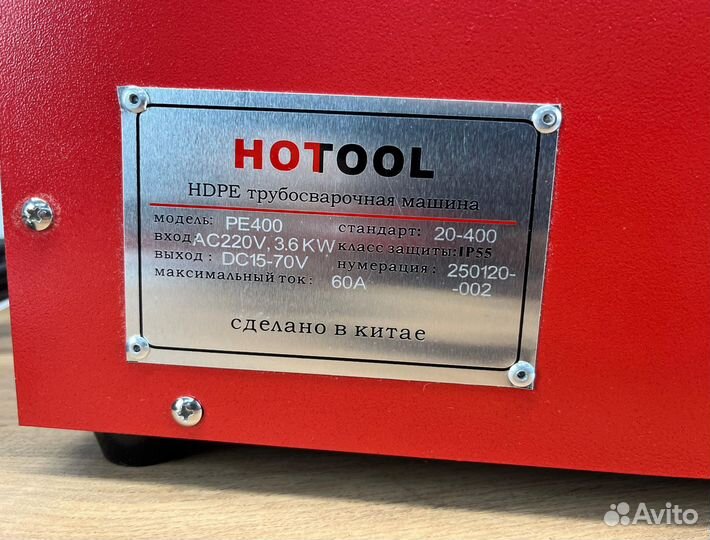 HOTOOL
HDPE трубосварочная машина
модель: PE400 стандарт: 20-400
вход: AC220V, 3.6 KW класс защиты: IP55
выход : DC15-70V нумерация : 250120-
максимальный ток : 60A -002
сделано в китае
Avito